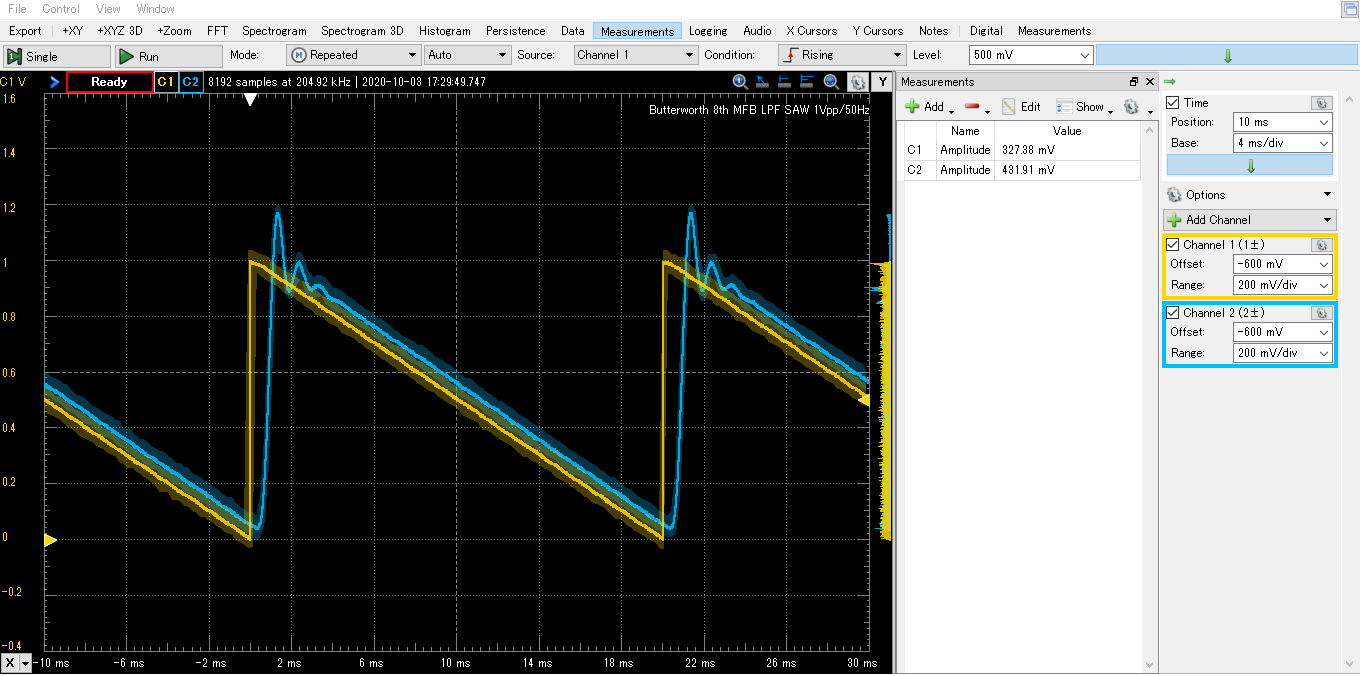 File Control View Window
Export +XY +XYZ 3D +Zoom FFT Spectrogram Spectrogram 3D Histogram Persistence Data Measurements Logging Audio X Cursors Y Cursors Notes Digital Measurements
Single Run Mode: Repeated Auto Source: Channel 1 Condition: Rising Level: 500 mV
C1 V Ready C1 C2 8192 samples at 204.92 kHz | 2020-10-03 17:29:49.747 Y
Butterworth 8th MFB LPF SAW 1Vpp/50Hz
1.6
1.4
1.2
1
0.8
0.6
0.4
0.2
0
-0.2
-0.4
X -10 ms -6 ms -2 ms 2 ms 6 ms 10 ms 14 ms 18 ms 22 ms 26 ms 30 ms
Measurements
Add Edit Show
Name Value
C1 Amplitude 327.38 mV
C2 Amplitude 431.91 mV
Time
Position: 10 ms
Base: 4 ms/div
Options
Add Channel
Channel 1 (1±)
Offset: -600 mV
Range: 200 mV/div
Channel 2 (2±)
Offset: -600 mV
Range: 200 mV/div